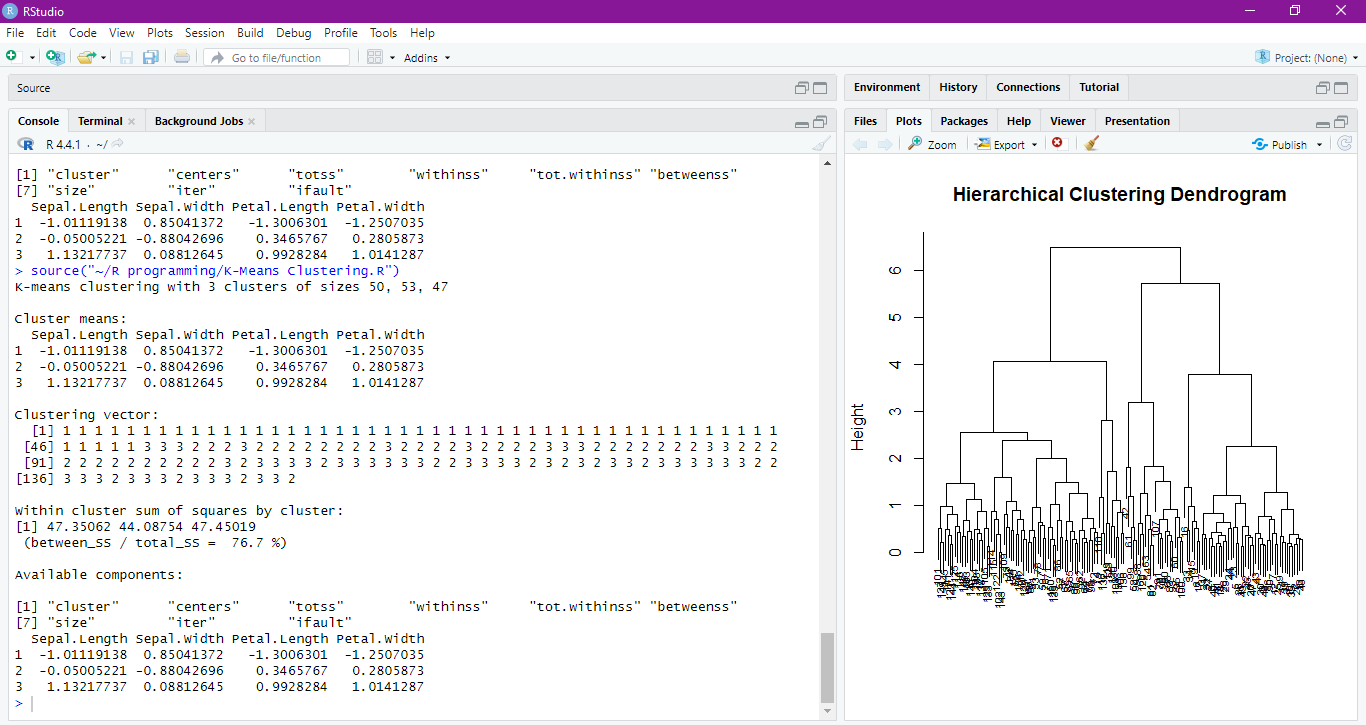 RStudio
File Edit Code View Plots Session Build Debug Profile Tools Help
Go to file/function Addins Project: (None)
Source
Console Terminal Background Jobs
R 4.4.1 · ~/
[1] "cluster" "centers" "totss" "withinss" "tot.withinss" "betweenss"
[7] "size" "iter" "ifault"
Sepal.Length Sepal.Width Petal.Length Petal.Width
1 -1.01119138 0.85041372 -1.3006301 -1.2507035
2 -0.05005221 -0.88042696 0.3465767 0.2805873
3 1.13217737 0.08812645 0.9928284 1.0141287
> source("~/R programming/K-Means Clustering.R")
K-means clustering with 3 clusters of sizes 50, 53, 47
Cluster means:
Sepal.Length Sepal.Width Petal.Length Petal.Width
1 -1.01119138 0.85041372 -1.3006301 -1.2507035
2 -0.05005221 -0.88042696 0.3465767 0.2805873
3 1.13217737 0.08812645 0.9928284 1.0141287
Clustering vector:
[1] 1 1 1 1 1 1 1 1 1 1 1 1 1 1 1 1 1 1 1 1 1 1 1 1 1 1 1 1 1 1 1 1 1 1 1 1 1 1 1 1 1 1 1 1 1
[46] 1 1 1 1 1 3 3 3 2 2 2 3 2 2 2 2 2 2 2 2 3 2 2 2 2 3 2 2 2 2 3 3 3 2 2 2 2 2 2 2 3 3 2 2 2
[91] 2 2 2 2 2 2 2 2 2 2 3 2 3 3 3 3 2 3 3 3 3 3 3 2 2 3 3 3 3 2 3 2 3 2 3 3 2 3 3 3 3 3 3 2 2
[136] 3 3 3 2 3 3 3 2 3 3 3 2 3 3 2
Within cluster sum of squares by cluster:
[1] 47.35062 44.08754 47.45019
(between_SS / total_SS = 76.7 %)
Available components:
[1] "cluster" "centers" "totss" "withinss" "tot.withinss" "betweenss"
[7] "size" "iter" "ifault"
Sepal.Length Sepal.Width Petal.Length Petal.Width
1 -1.01119138 0.85041372 -1.3006301 -1.2507035
2 -0.05005221 -0.88042696 0.3465767 0.2805873
3 1.13217737 0.08812645 0.9928284 1.0141287
>
Environment History Connections Tutorial
Files Plots Packages Help Viewer Presentation
Zoom Export Publish
Hierarchical Clustering Dendrogram
Height
6
5
4
3
2
1
0
42
61
107
16